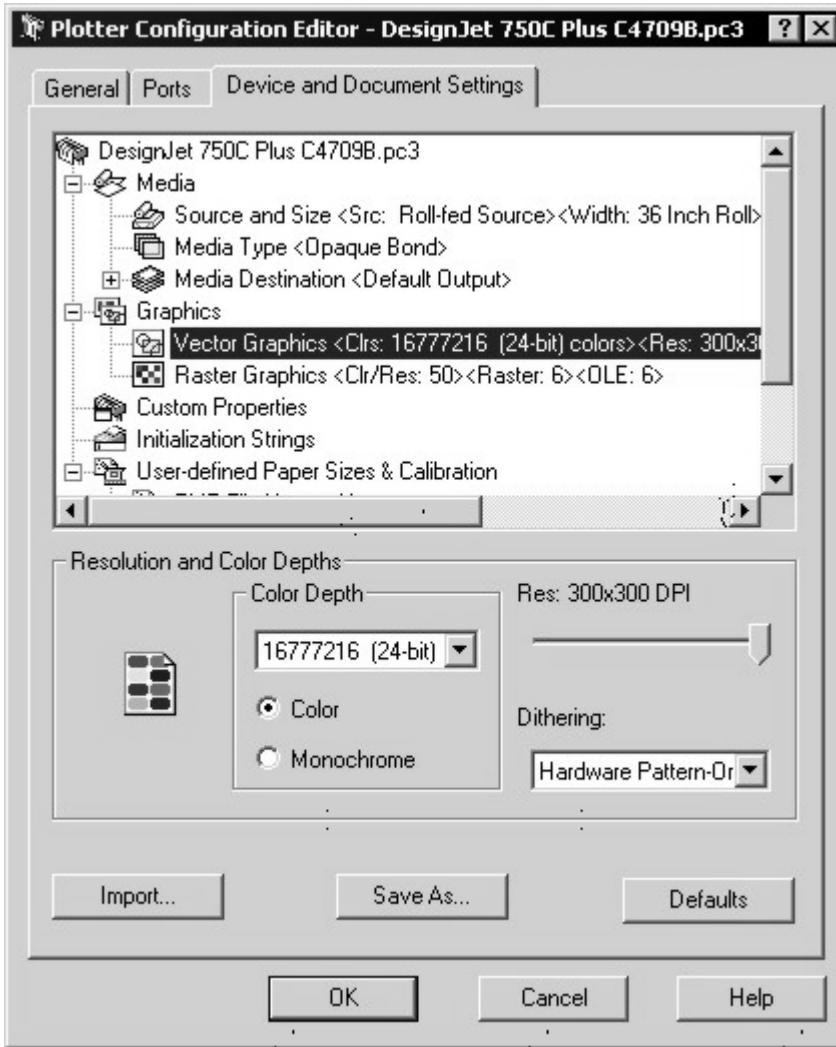 Plotter Configuration Editor - DesignJet 750C Plus C4709B.pc3
General Ports Device and Document Settings
DesignJet 750C Plus C4709B.pc3
Media
Source and Size <Src: Roll-fed Source><Width: 36 Inch Roll>
Media Type <Opaque Bond>
Media Destination <Default Output>
Graphics
Vector Graphics <Clrs: 16777216 (24-bit) colors><Res: 300x30
Raster Graphics <Clr/Res: 50><Raster: 6><OLE: 6>
Custom Properties
Initialization Strings
User-defined Paper Sizes & Calibration
Resolution and Color Depths
Color Depth
16777216 (24-bit)
Color
Monochrome
Res: 300x300 DPI
Dithering:
Hardware Pattern-Or
Import...
Save As...
Defaults
OK
Cancel
Help